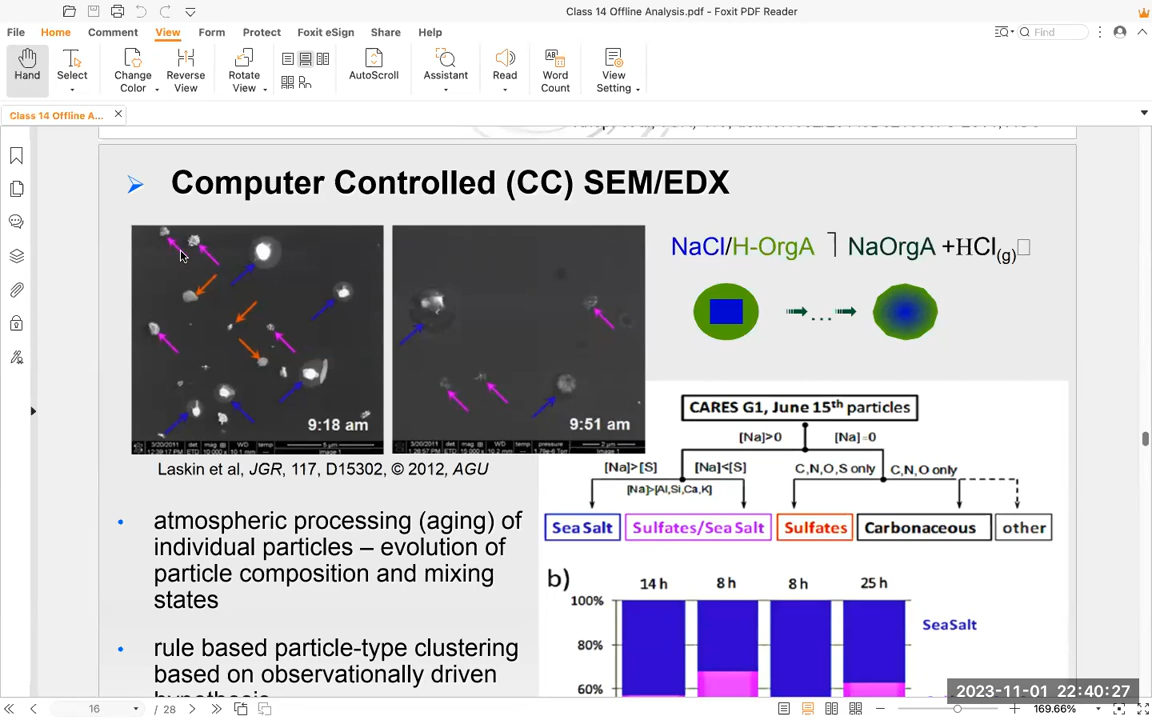 Class 14 Offline Analysis.pdf - Foxit PDF Reader
File Home Comment View Form Protect Foxit eSign Share Help Find
Hand Select Change Color Reverse View Rotate View AutoScroll Assistant Read Word Count View Setting
Class 14 Offline A...
Computer Controlled (CC) SEM/EDX
NaCl/H-OrgA NaOrgA +HCl(g)
9:18 am
9:51 am
Laskin et al, JGR, 117, D15302, © 2012, AGU
atmospheric processing (aging) of
individual particles – evolution of
particle composition and mixing
states
rule based particle-type clustering
based on observationally driven
CARES G1, June 15th particles
[Na]>0 [Na]=0
[Na]>[S] [Na]<[S] C,N,O,S only C,N,O only
[Na]>[Al,Si,Ca,K]
Sea Salt Sulfates/Sea Salt Sulfates Carbonaceous other
b) 14 h 8 h 8 h 25 h
100%
SeaSalt
80%
60%
2023-11-01 22:40:27
16 / 28 169.66%